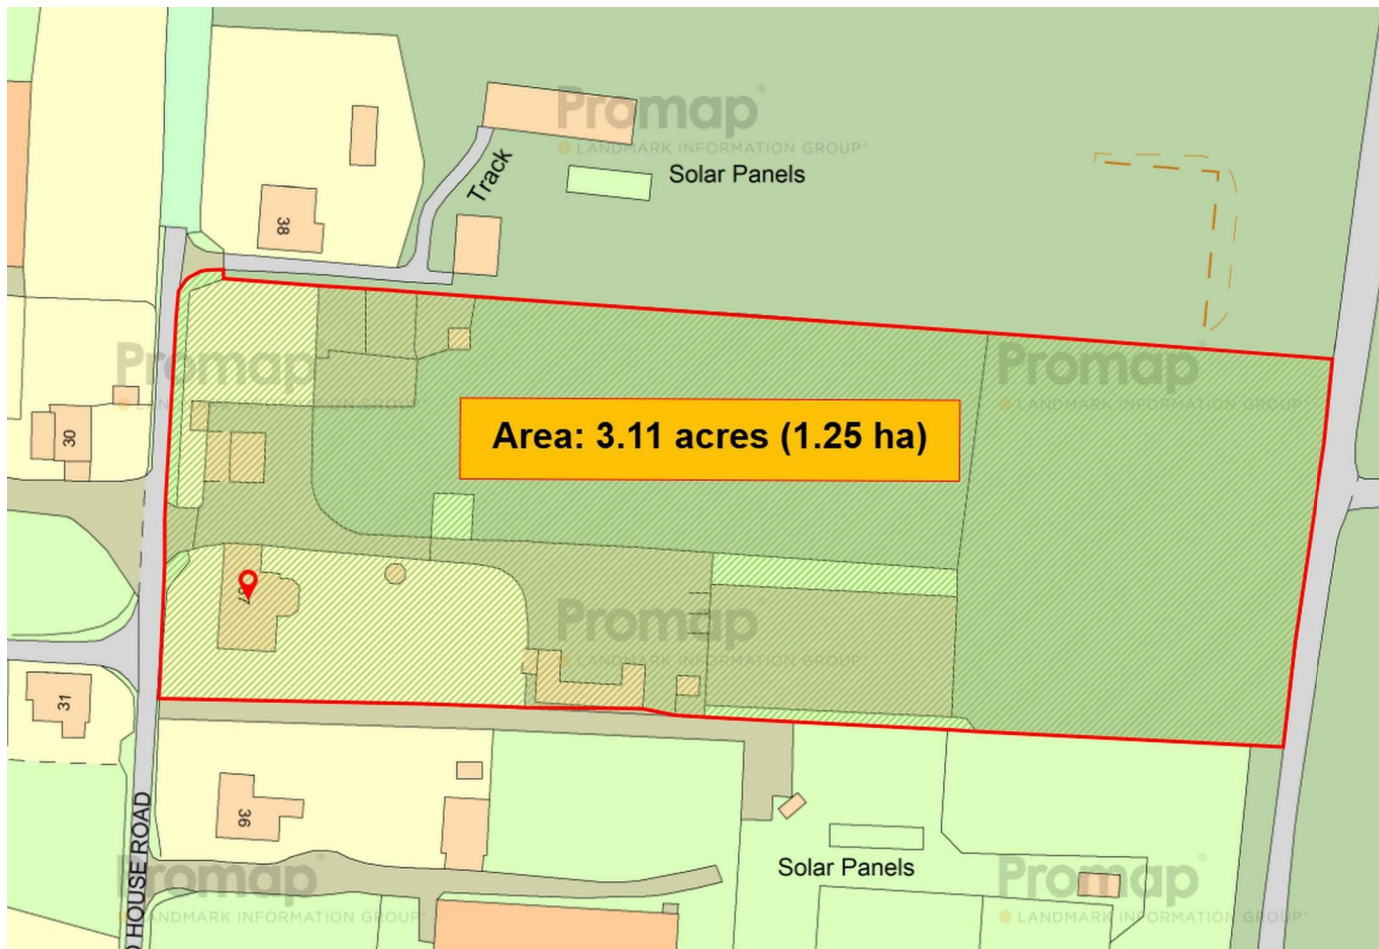 Promap
LANDMARK INFORMATION GROUP
Track
Solar Panels
38
Promap
LANDMARK INFORMATION GROUP
Promap
LANDMARK INFORMATION GROUP
30
Area: 3.11 acres (1.25 ha)
Promap
LANDMARK INFORMATION GROUP
31
36
HOUSE ROAD
Solar Panels
Promap
LANDMARK INFORMATION GROUP
Promap
LANDMARK INFORMATION GROUP